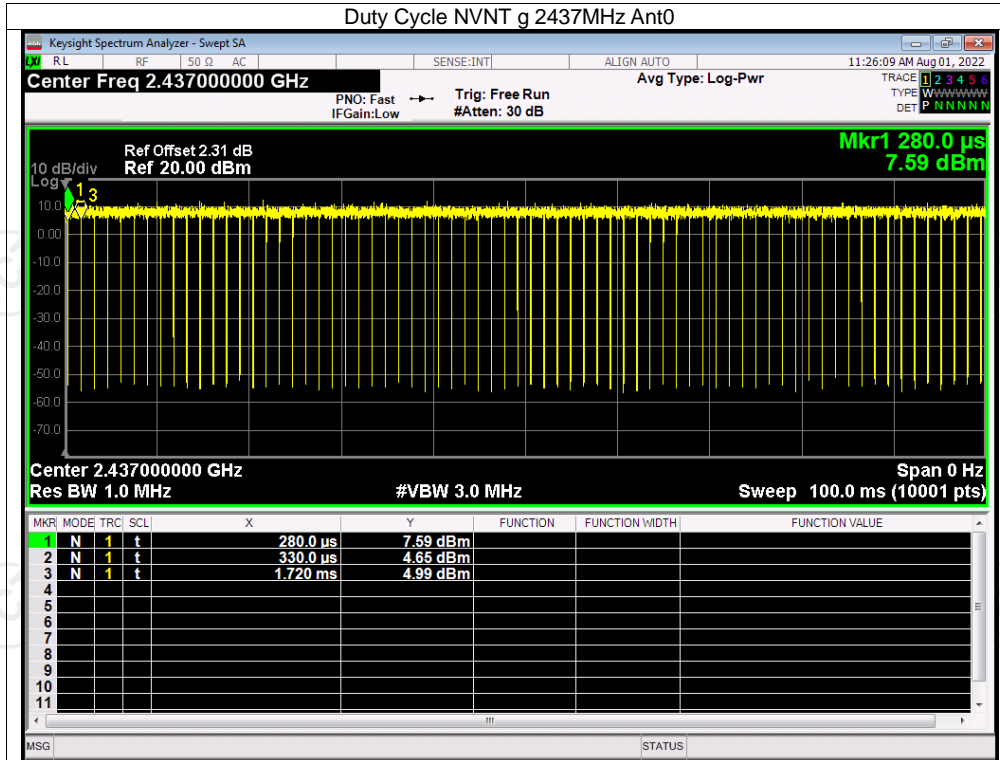 Duty Cycle NVNT g 2437MHz Ant0
Keysight Spectrum Analyzer - Swept SA
LXI RL RF 50 Ω AC SENSE:INT ALIGN AUTO 11:26:09 AM Aug 01, 2022
Center Freq 2.437000000 GHz Avg Type: Log-Pwr TRACE 1 2 3 4 5 6
PNO: Fast Trig: Free Run TYPE WWWWWWW
IFGain:Low #Atten: 30 dB DET P N N N N N
Mkr1 280.0 µs
Ref Offset 2.31 dB
10 dB/div Ref 20.00 dBm 7.59 dBm
Log
1 3
10.0
0.00
-10.0
-20.0
-30.0
-40.0
-50.0
-60.0
-70.0
Center 2.437000000 GHz Span 0 Hz
Res BW 1.0 MHz #VBW 3.0 MHz Sweep 100.0 ms (10001 pts)
MKR MODE TRC SCL X Y FUNCTION FUNCTION WIDTH FUNCTION VALUE
1 N 1 t 280.0 µs 7.59 dBm
2 N 1 t 330.0 µs 4.65 dBm
3 N 1 t 1.720 ms 4.99 dBm
4
5
6
7
8
9
10
11
MSG STATUS